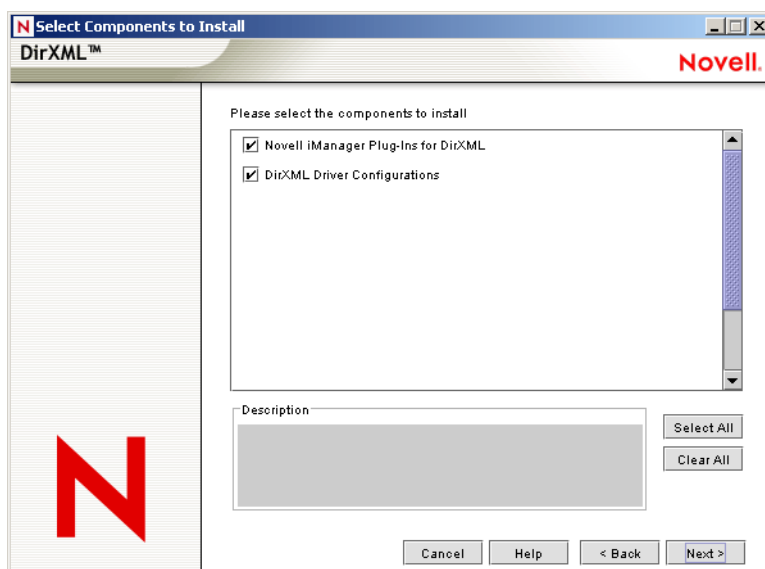 N Select Components to Install
DirXML™
Novell.
Please select the components to install
Novell iManager Plug-Ins for DirXML
DirXML Driver Configurations
Description
Select All
Clear All
N
Cancel
Help
< Back
Next >